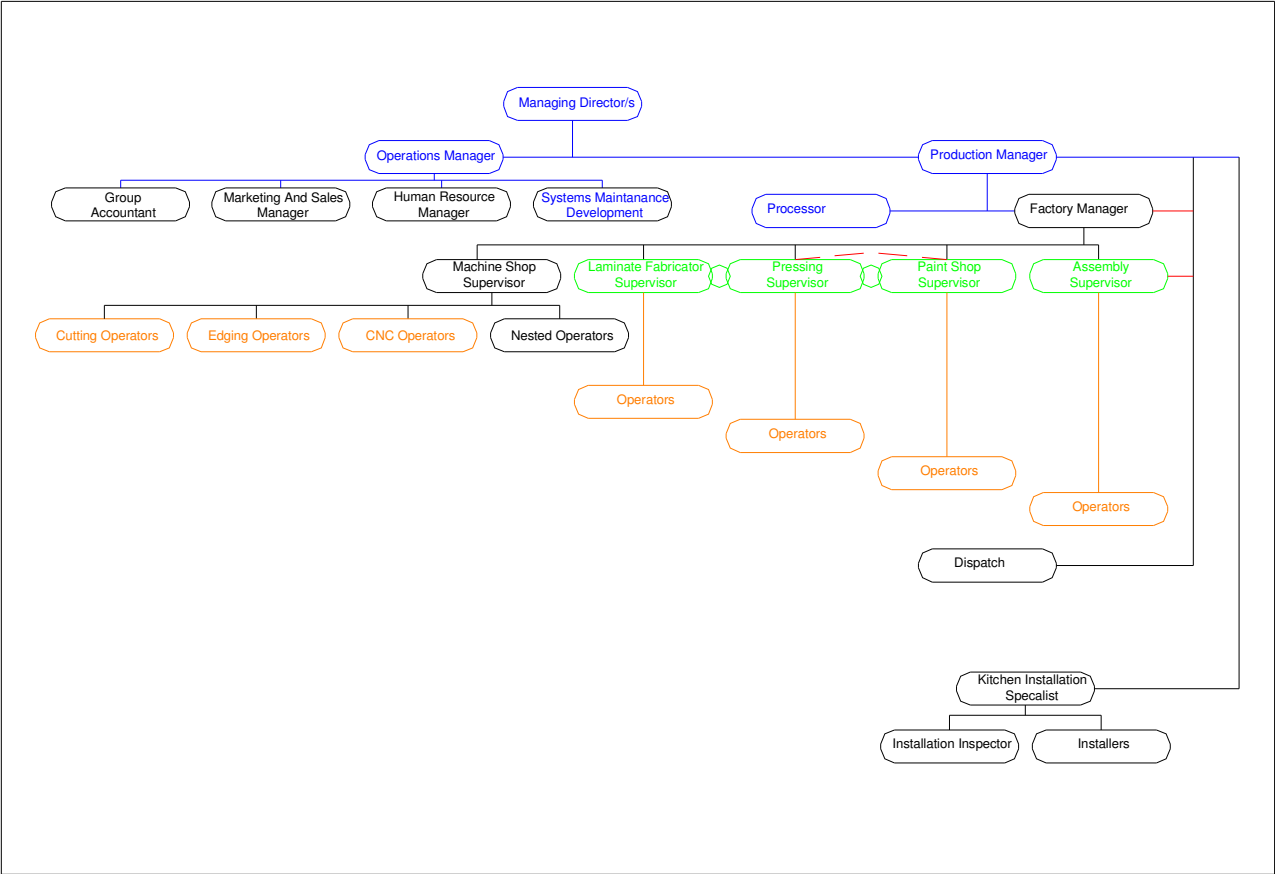 Managing Director/s
Operations Manager
Production Manager
Group
Accountant
Marketing And Sales
Manager
Human Resource
Manager
Systems Maintanance
Development
Processor
Factory Manager
Machine Shop
Supervisor
Laminate Fabricator
Supervisor
Pressing
Supervisor
Paint Shop
Supervisor
Assembly
Supervisor
Cutting Operators
Edging Operators
CNC Operators
Nested Operators
Operators
Operators
Operators
Operators
Dispatch
Kitchen Installation
Specalist
Installation Inspector
Installers